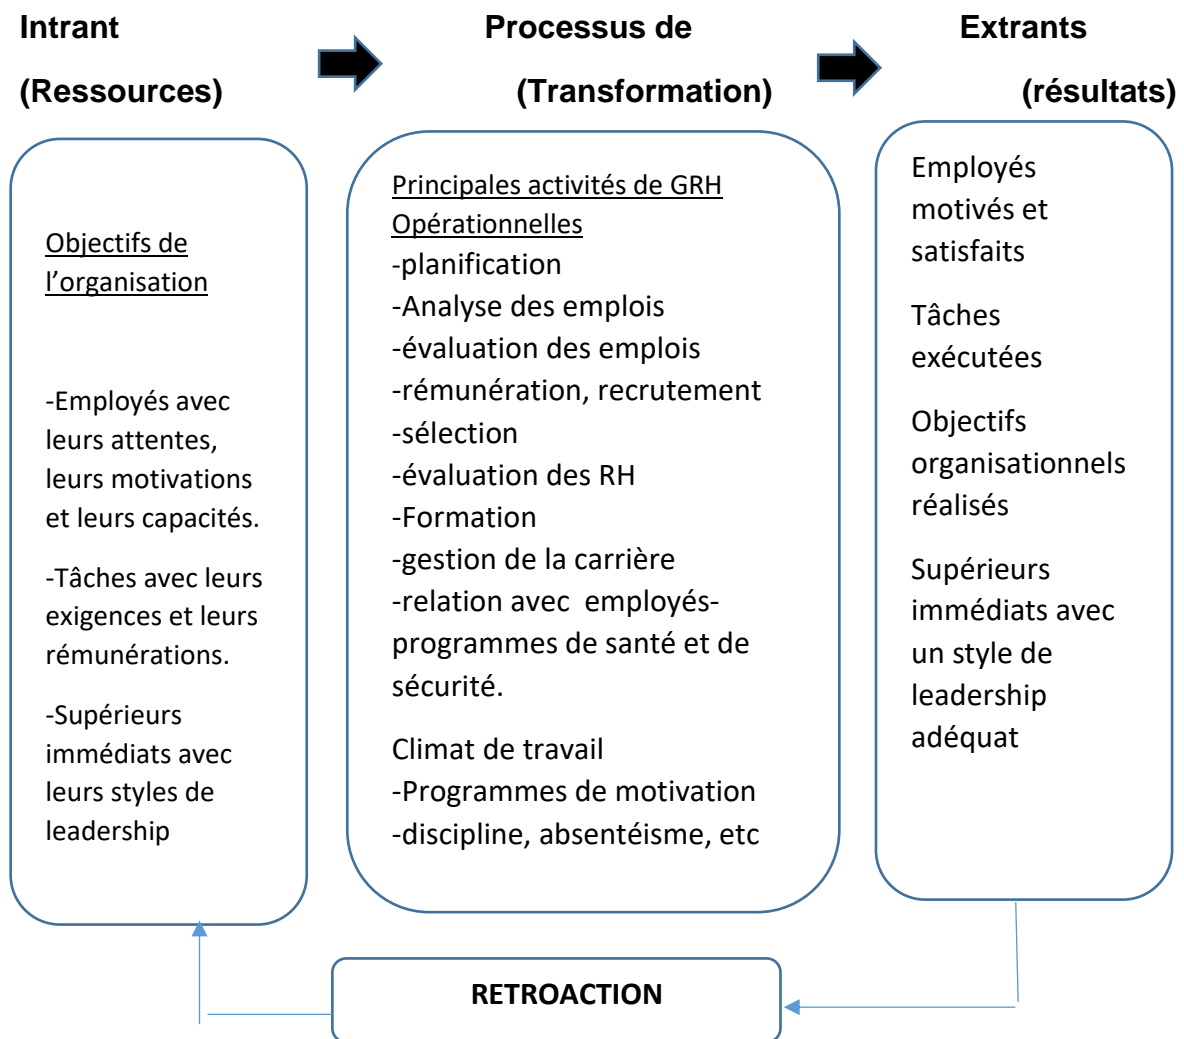 Intrant
(Ressources)
Processus de
(Transformation)
Extrants
(résultats)
Objectifs de
l’organisation
-Employés avec
leurs attentes,
leurs motivations
et leurs capacités.
-Tâches avec leurs
exigences et leurs
rémunérations.
-Supérieurs
immédiats avec
leurs styles de
leadership
Principales activités de GRH
Opérationnelles
-planification
-Analyse des emplois
-évaluation des emplois
-rémunération, recrutement
-sélection
-évaluation des RH
-Formation
-gestion de la carrière
-relation avec  employés-
programmes de santé et de
sécurité.
Climat de travail
-Programmes de motivation
-discipline, absentéisme, etc
Employés
motivés et
satisfaits
Tâches
exécutées
Objectifs
organisationnels
réalisés
Supérieurs
immédiats avec
un style de
leadership
adéquat
RETROACTION